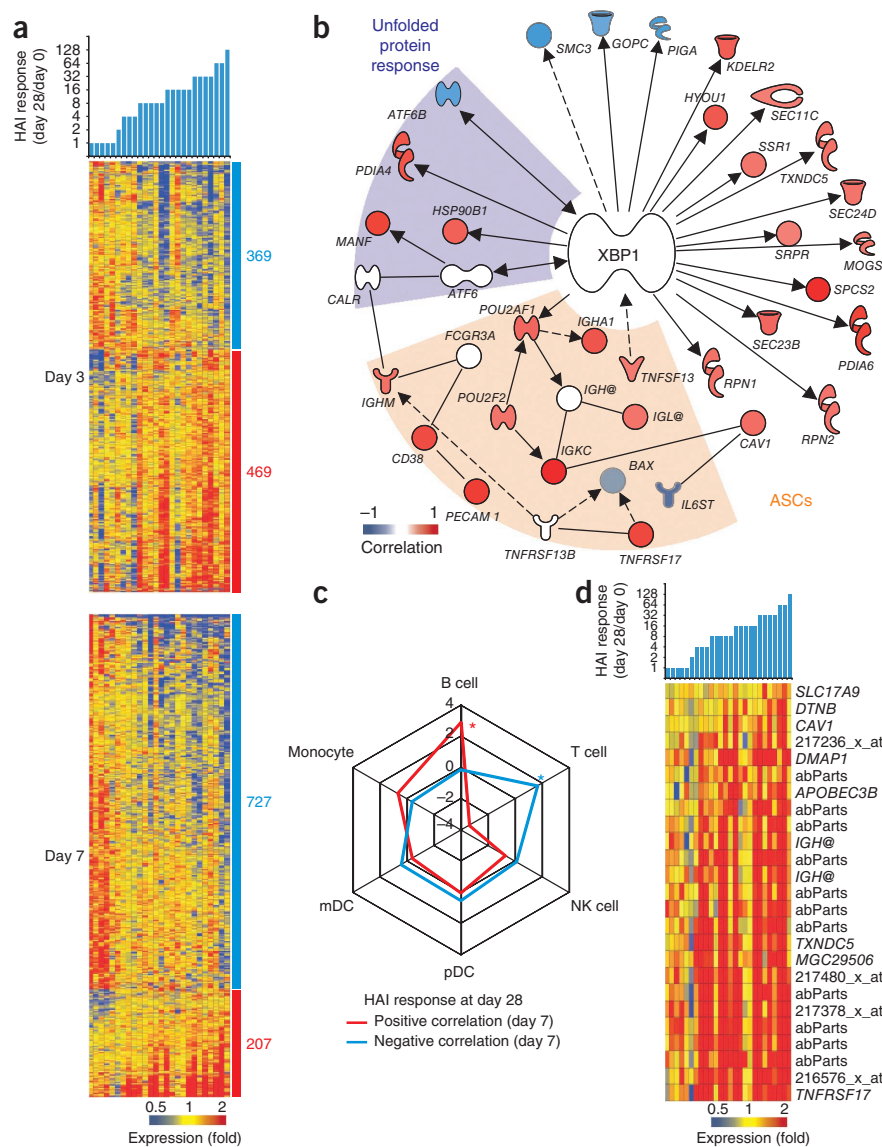 a
HAI response
(day 28/day 0)
128
64
32
16
8
4
2
1
Day 3
369
469
Day 7
727
207
0.5 1 2
Expression (fold)
b
Unfolded
protein
response
SMC3
GOPC
PIGA
KDELR2
HYOU1
SEC11C
SSR1
TXNDC5
SEC24D
SRPR
MOGS
SPCS2
SEC23B
PDIA6
RPN1
RPN2
ATF6B
PDIA4
HSP90B1
MANF
CALR
ATF6
XBP1
POU2AF1
IGHA1
FCGR3A
TNFSF13
IGHM
POU2F2
IGH@
IGL@
CD38
IGKC
CAV1
BAX
IL6ST
PECAM 1
TNFRSF13B
TNFRSF17
ASCs
−1 1
Correlation
c
B cell
T cell
NK cell
pDC
mDC
Monocyte
4
2
0
−2
−4
*
*
HAI response at day 28
Positive correlation (day 7)
Negative correlation (day 7)
d
HAI response
(day 28/day 0)
128
64
32
16
8
4
2
1
SLC17A9
DTNB
CAV1
217236_x_at
DMAP1
abParts
APOBEC3B
abParts
abParts
IGH@
abParts
IGH@
abParts
abParts
abParts
TXNDC5
MGC29506
217480_x_at
abParts
217378_x_at
abParts
abParts
abParts
216576_x_at
TNFRSF17
0.5 1 2
Expression (fold)